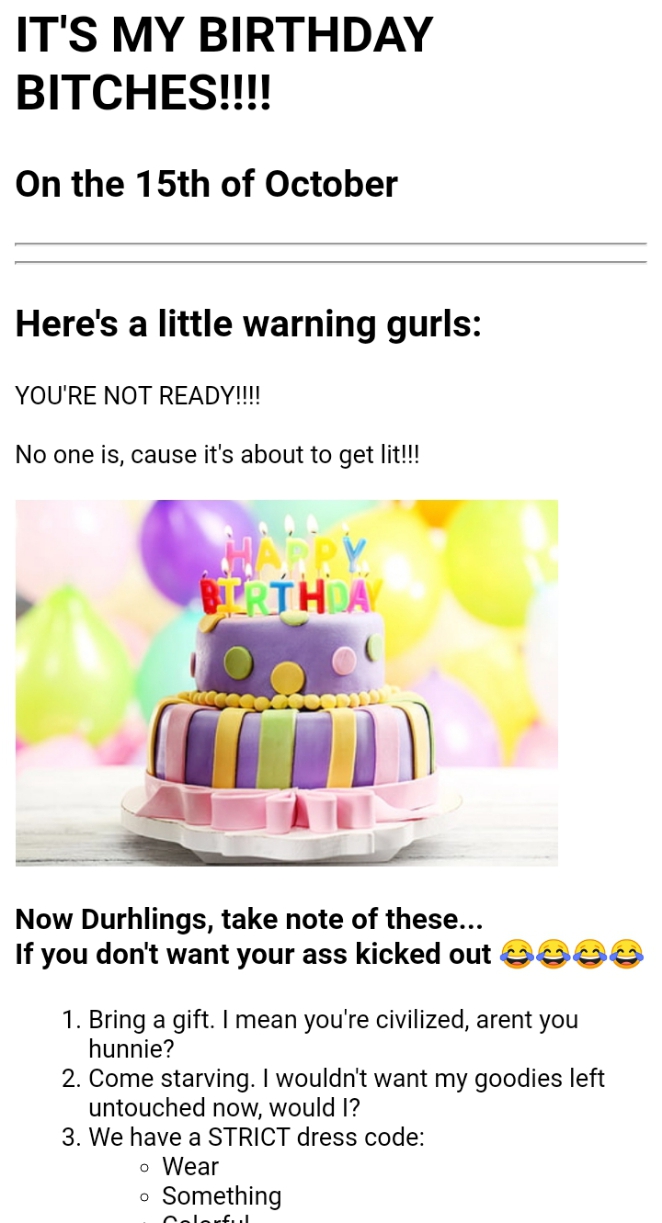 IT'S MY BIRTHDAY
BITCHES!!!!
On the 15th of October
Here's a little warning gurls:
YOU'RE NOT READY!!!!
No one is, cause it's about to get lit!!!
HAPPY
BIRTHDAY
Now Durhlings, take note of these...
If you don't want your ass kicked out 😂😂😂😂
1. Bring a gift. I mean you're civilized, arent you
hunnie?
2. Come starving. I wouldn't want my goodies left
untouched now, would I?
3. We have a STRICT dress code:
◦ Wear
◦ Something
◦ Colorful